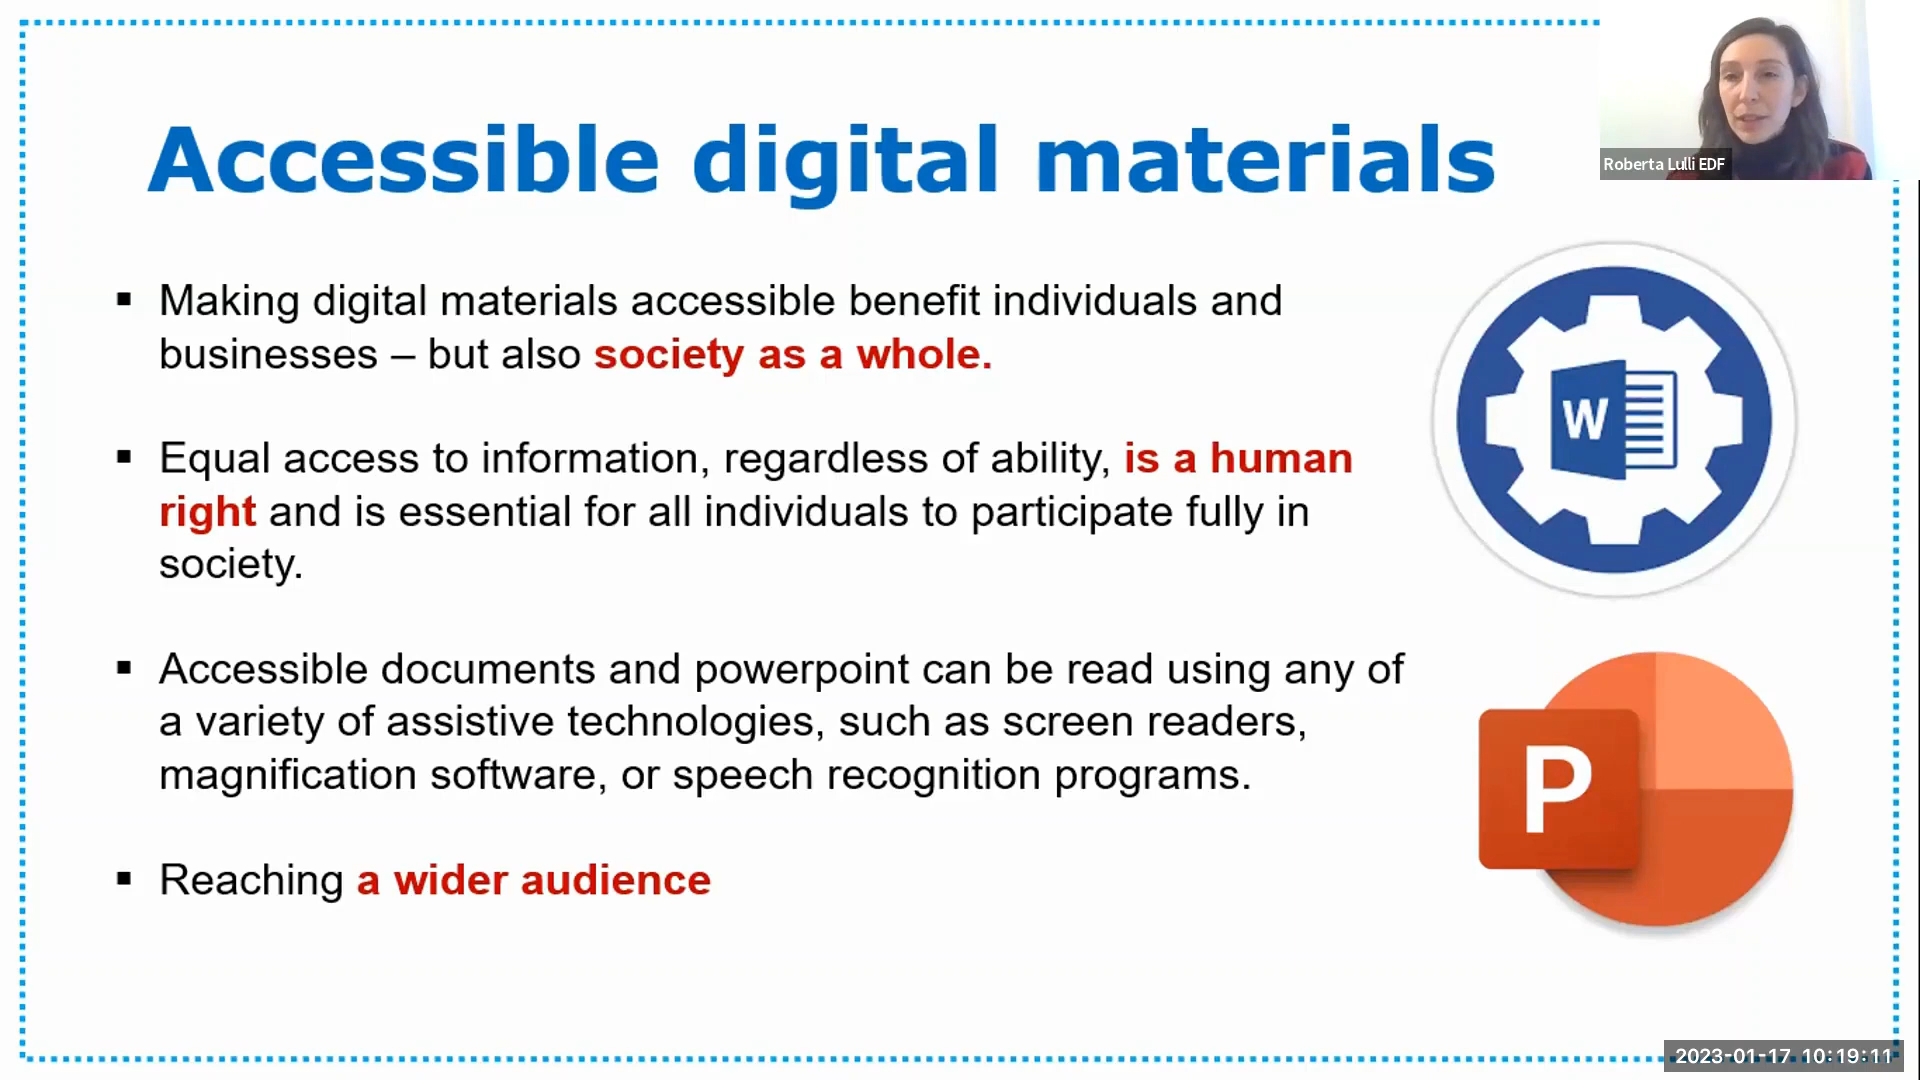 Accessible digital materials
Roberta Lulli EDF
▪ Making digital materials accessible benefit individuals and
businesses – but also society as a whole.
▪ Equal access to information, regardless of ability, is a human
right and is essential for all individuals to participate fully in
society.
▪ Accessible documents and powerpoint can be read using any of
a variety of assistive technologies, such as screen readers,
magnification software, or speech recognition programs.
▪ Reaching a wider audience
W
P
2023-01-17 10:19:11